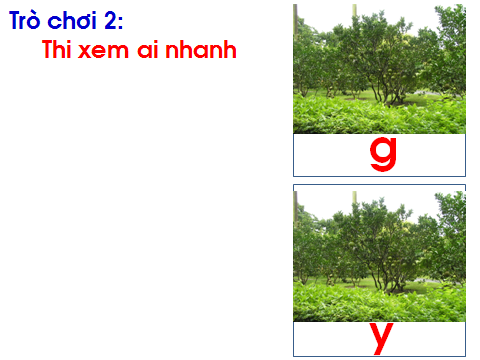 Trò chơi 2:
Thi xem ai nhanh
g
y